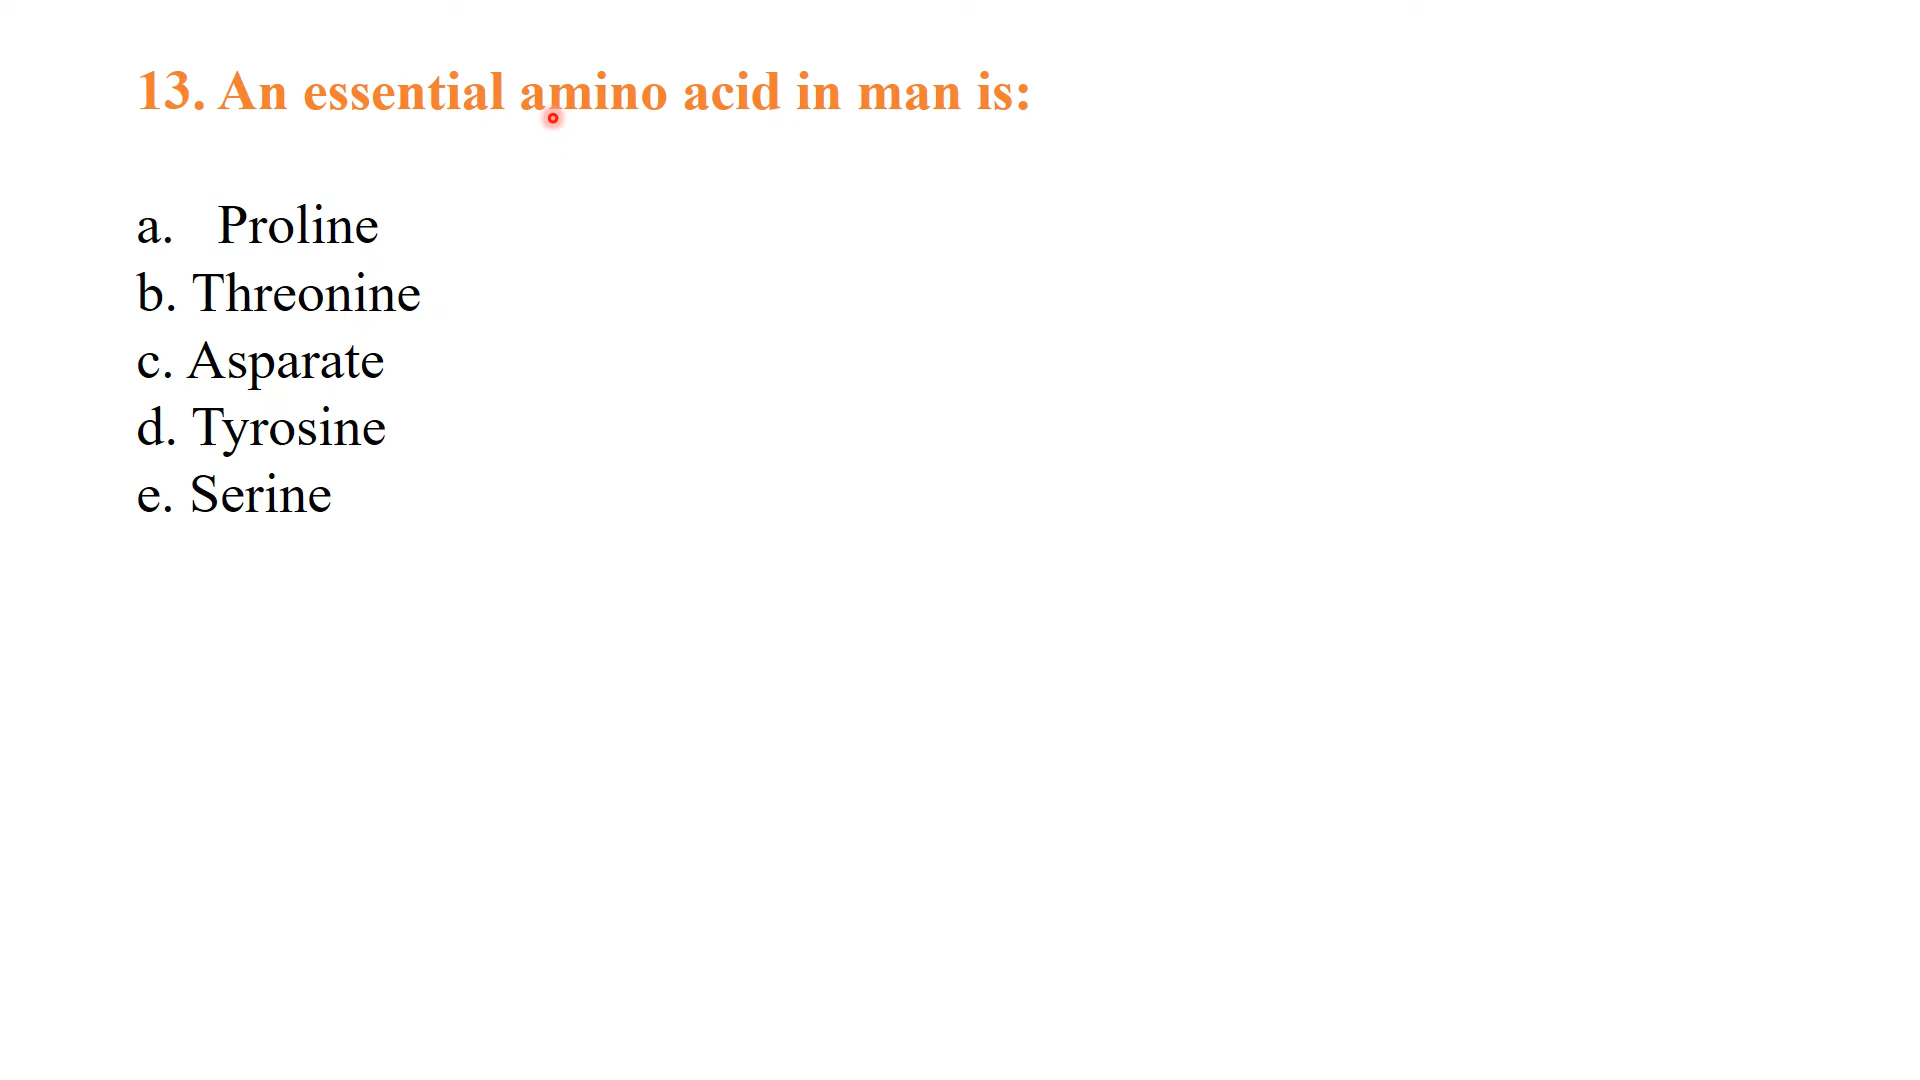 13. An essential amino acid in man is:
a. Proline
b. Threonine
c. Asparate
d. Tyrosine
e. Serine